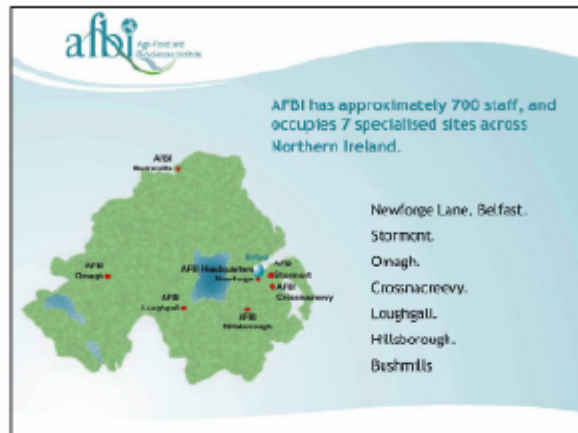 afbi Agri-Food and
Biosciences Institute
AFBI has approximately 700 staff, and
occupies 7 specialised sites across
Northern Ireland.
AFBI
Bushmills
Newforge Lane, Belfast.
Stormont.
Omagh.
Crossnacreevy.
Loughgall.
Hillsborough.
Bushmills
Belfast
AFBI Headquarters
Newforge
AFBI
Stormont
AFBI
Crossnacreevy
AFBI
Omagh
AFBI
Loughgall
AFBI
Hillsborough